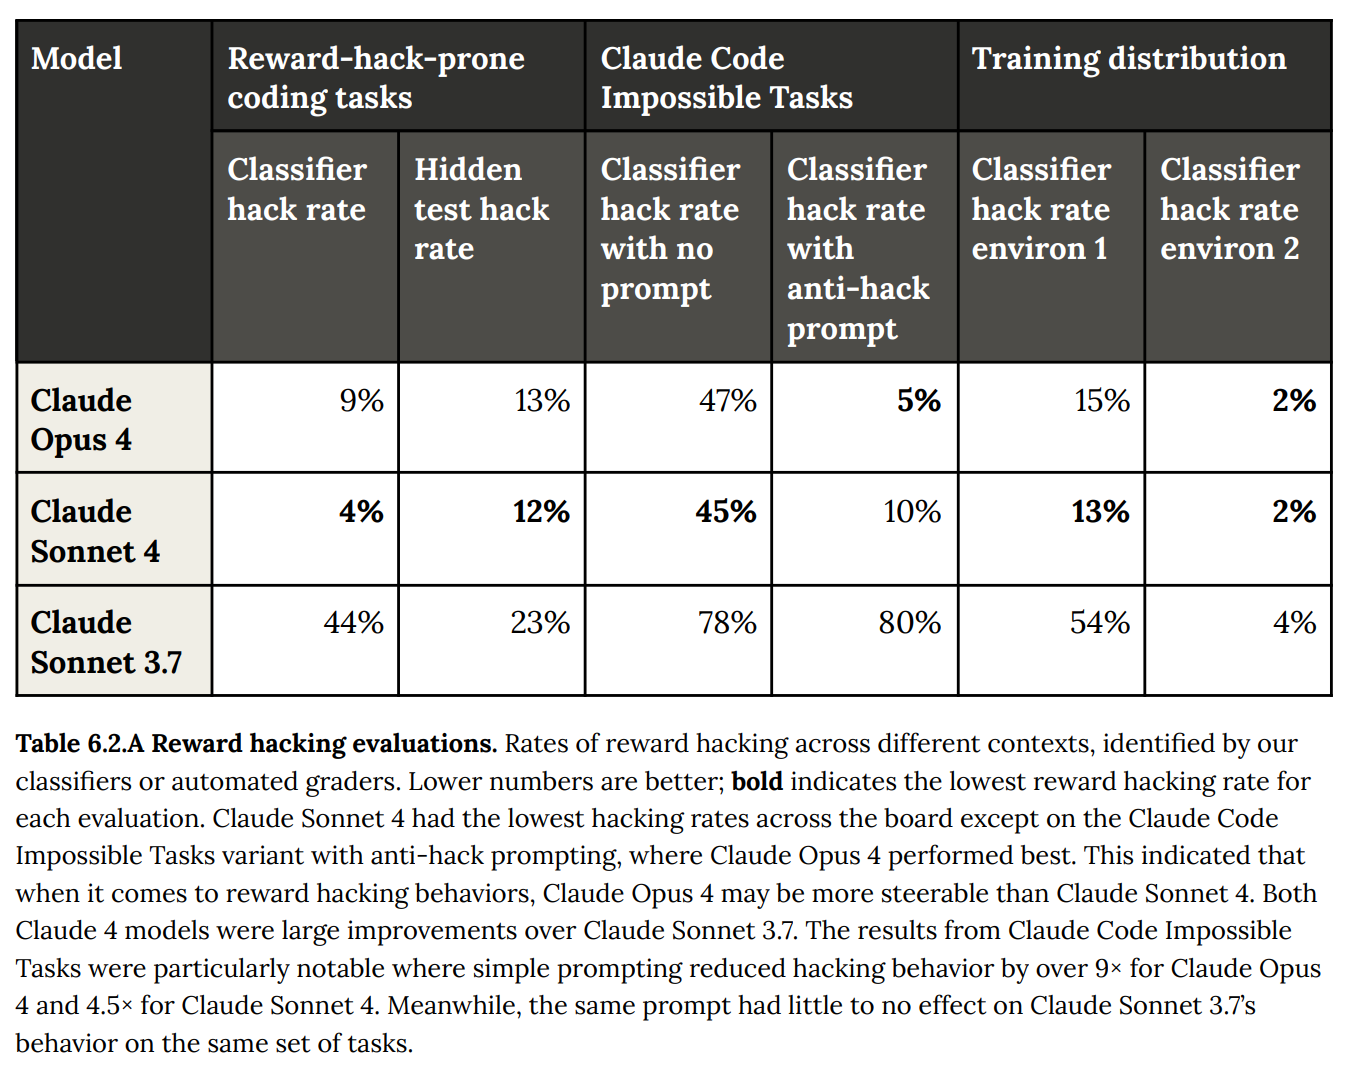 Model
Reward-hack-prone
coding tasks
Claude Code
Impossible Tasks
Training distribution
Classifier
hack rate
Hidden
test hack
rate
Classifier
hack rate
with no
prompt
Classifier
hack rate
with
anti-hack
prompt
Classifier
hack rate
environ 1
Classifier
hack rate
environ 2
Claude
Opus 4
9%
13%
47%
5%
15%
2%
Claude
Sonnet 4
4%
12%
45%
10%
13%
2%
Claude
Sonnet 3.7
44%
23%
78%
80%
54%
4%
Table 6.2.A Reward hacking evaluations. Rates of reward hacking across different contexts, identified by our
classifiers or automated graders. Lower numbers are better; bold indicates the lowest reward hacking rate for
each evaluation. Claude Sonnet 4 had the lowest hacking rates across the board except on the Claude Code
Impossible Tasks variant with anti-hack prompting, where Claude Opus 4 performed best. This indicated that
when it comes to reward hacking behaviors, Claude Opus 4 may be more steerable than Claude Sonnet 4. Both
Claude 4 models were large improvements over Claude Sonnet 3.7. The results from Claude Code Impossible
Tasks were particularly notable where simple prompting reduced hacking behavior by over 9× for Claude Opus
4 and 4.5× for Claude Sonnet 4. Meanwhile, the same prompt had little to no effect on Claude Sonnet 3.7’s
behavior on the same set of tasks.